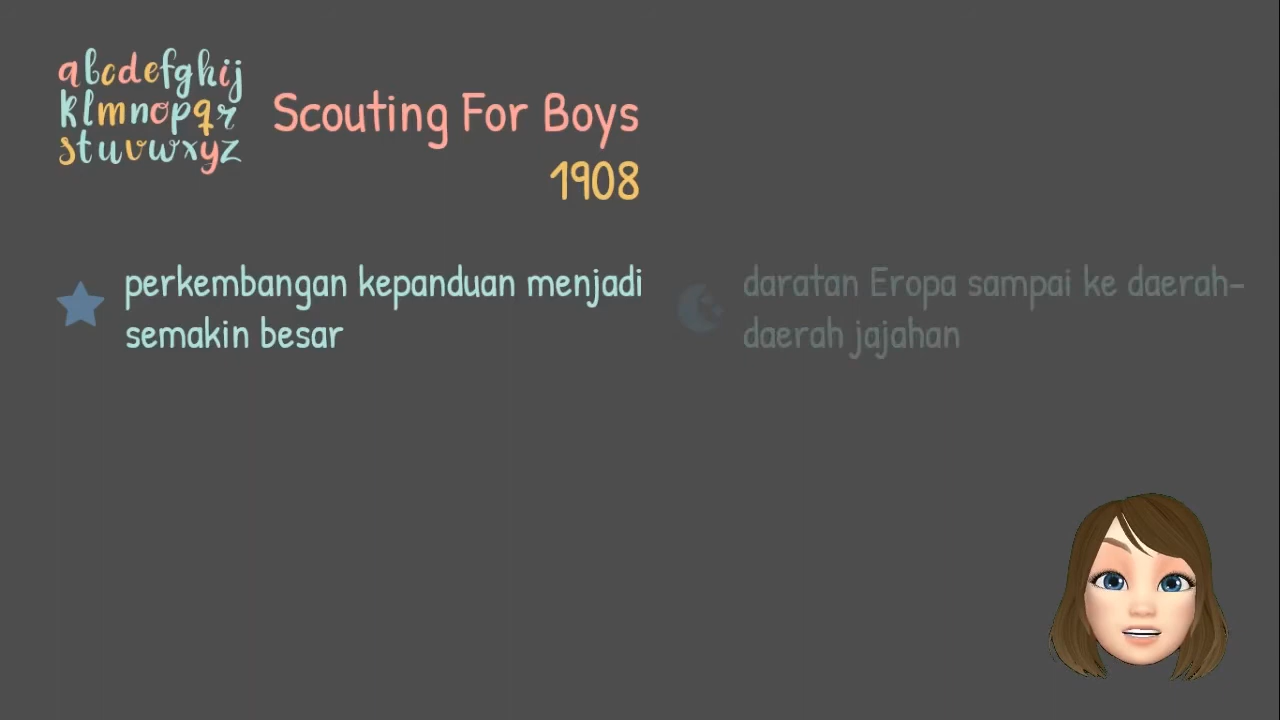 abcdefghij
klmnopqr
stuvwxyz
Scouting For Boys
1908
perkembangan kepanduan menjadi
semakin besar
daratan Eropa sampai ke daerah-
daerah jajahan